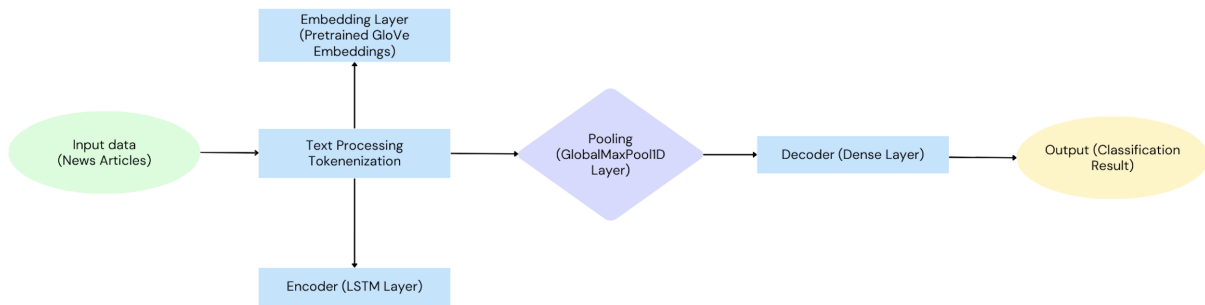 Embedding Layer
(Pretrained GloVe
Embeddings)
Input data
(News Articles)
Text Processing
Tokenenization
Pooling
(GlobalMaxPool1D
Layer)
Decoder (Dense Layer)
Output (Classification
Result)
Encoder (LSTM Layer)